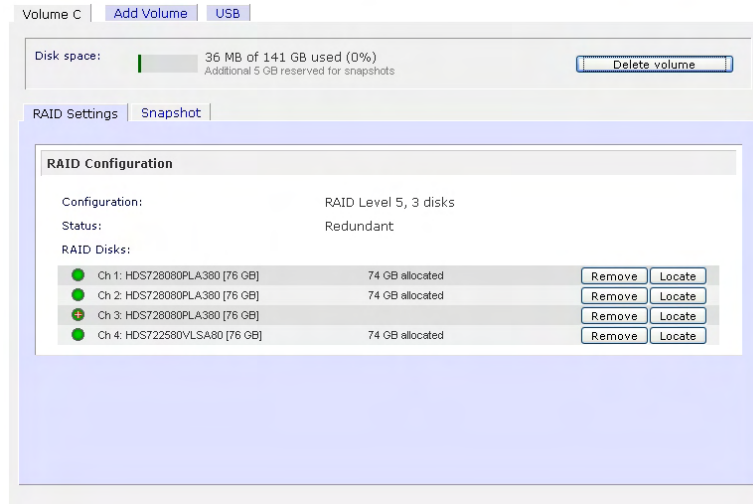 Volume C Add Volume USB
Disk space: 36 MB of 141 GB used (0%) Delete volume
Additional 5 GB reserved for snapshots
RAID Settings Snapshot
RAID Configuration
Configuration: RAID Level 5, 3 disks
Status: Redundant
RAID Disks:
Ch 1: HDS728080PLA380 [76 GB] 74 GB allocated Remove Locate
Ch 2: HDS728080PLA380 [76 GB] 74 GB allocated Remove Locate
Ch 3: HDS728080PLA380 [76 GB] Remove Locate
Ch 4: HDS722580VLSA80 [76 GB] 74 GB allocated Remove Locate